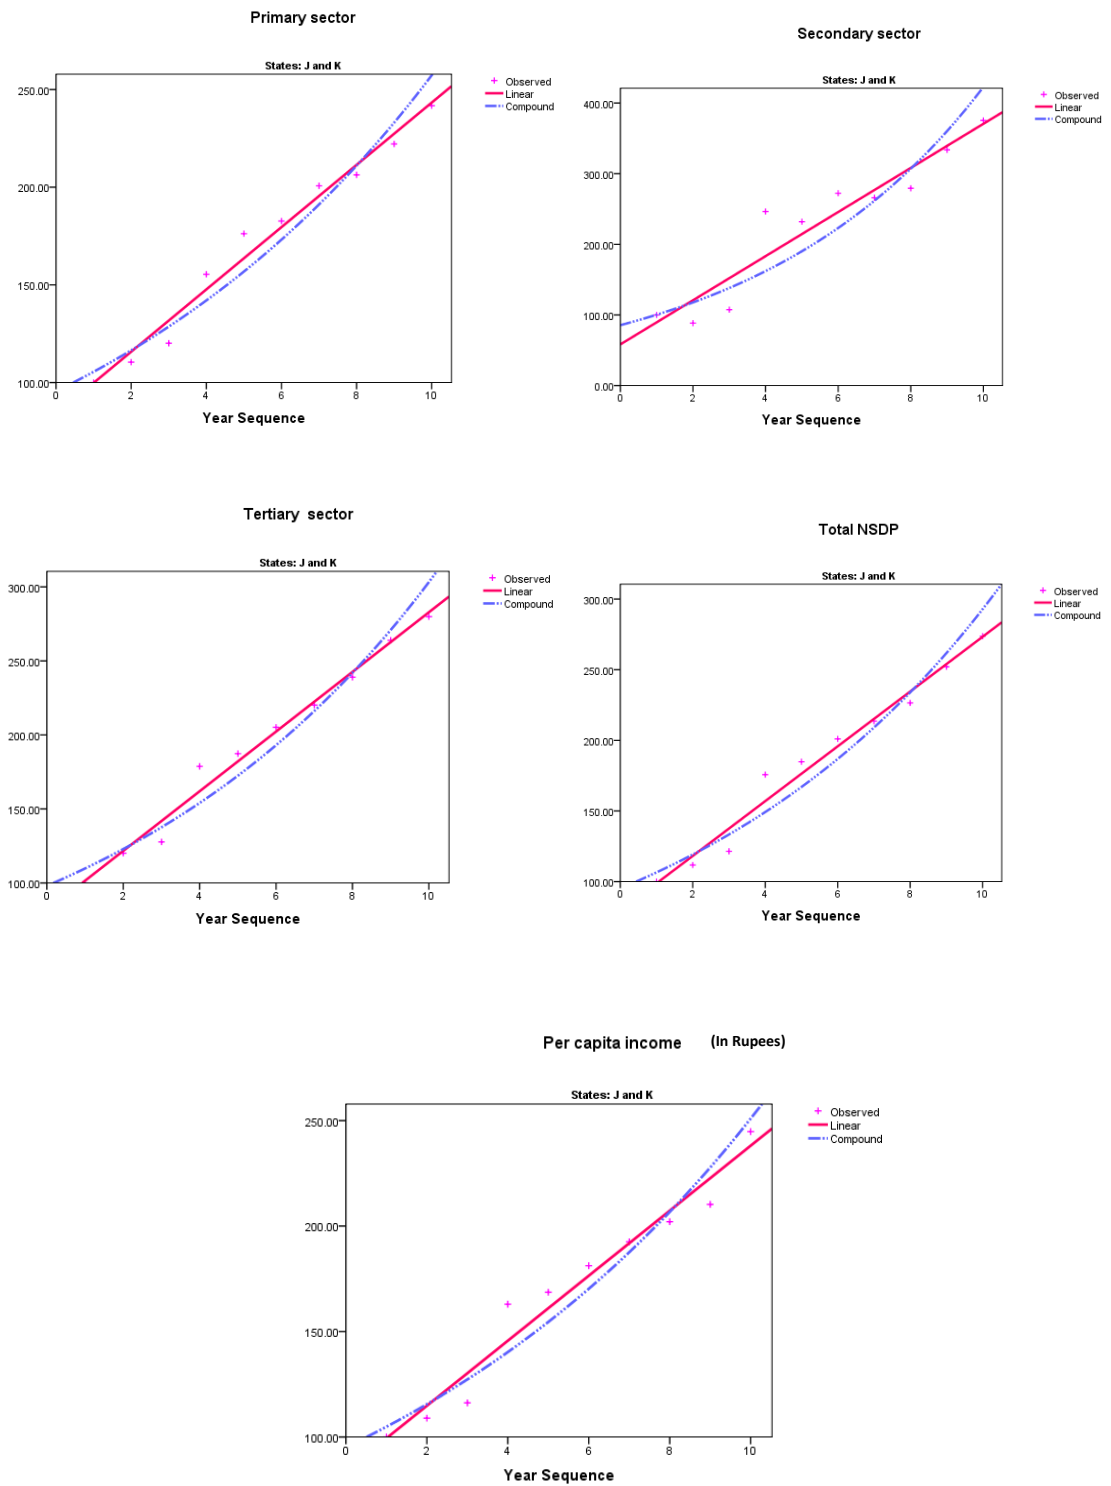 Primary sector
States: J and K
Observed
Linear
Compound
250.00
200.00
150.00
100.00
0 2 4 6 8 10
Year Sequence
Secondary sector
States: J and K
Observed
Linear
Compound
400.00
300.00
200.00
100.00
0.00
0 2 4 6 8 10
Year Sequence
Tertiary sector
States: J and K
Observed
Linear
Compound
300.00
250.00
200.00
150.00
100.00
0 2 4 6 8 10
Year Sequence
Total NSDP
States: J and K
Observed
Linear
Compound
300.00
250.00
200.00
150.00
100.00
0 2 4 6 8 10
Year Sequence
Per capita income (In Rupees)
States: J and K
Observed
Linear
Compound
250.00
200.00
150.00
100.00
0 2 4 6 8 10
Year Sequence